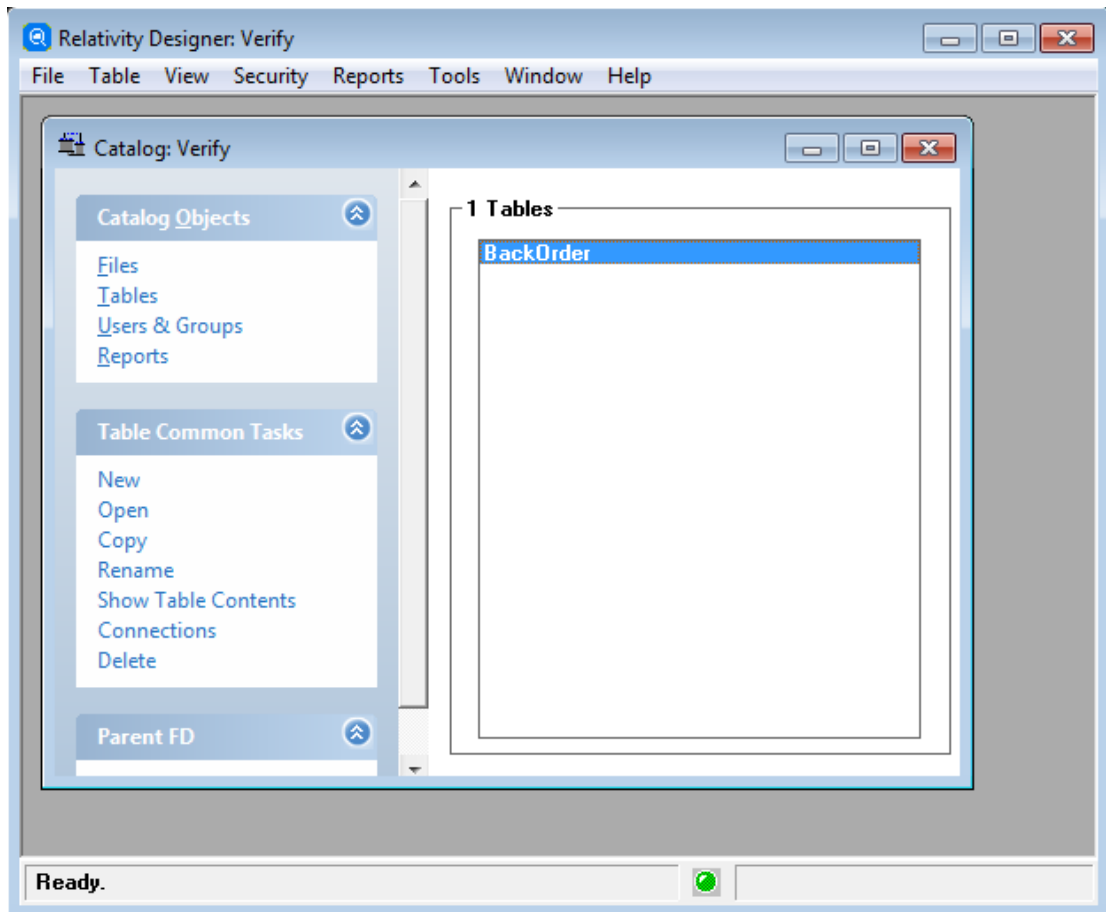 Relativity Designer: Verify
File Table View Security Reports Tools Window Help
Catalog: Verify
Catalog Objects
Files
Tables
Users & Groups
Reports
Table Common Tasks
New
Open
Copy
Rename
Show Table Contents
Connections
Delete
Parent FD
1 Tables
BackOrder
Ready.